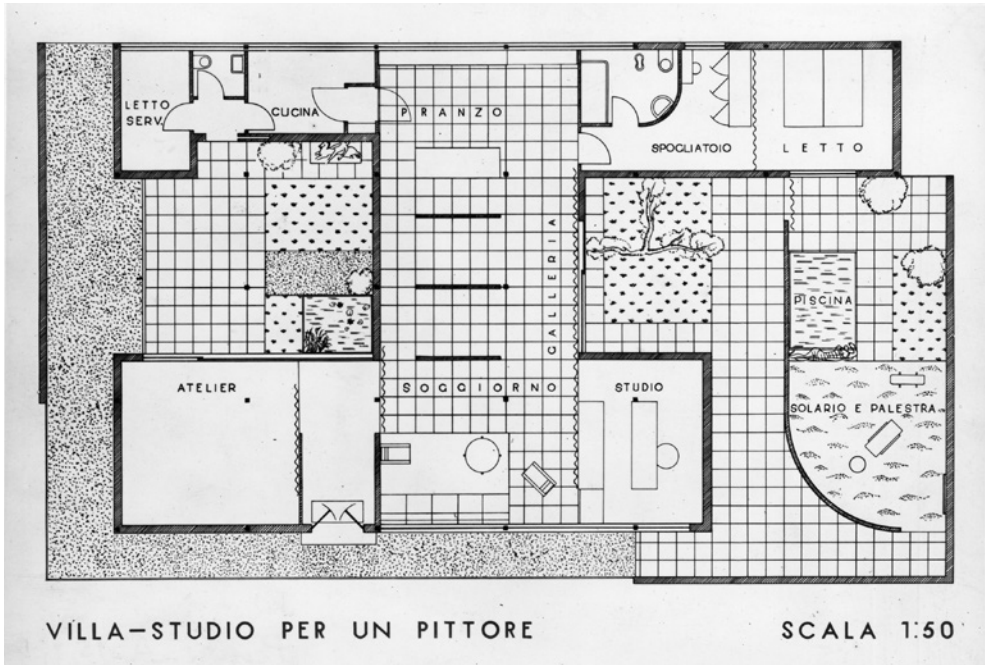 LETTO
SERV.
CUCINA
PRANZO
SPOGLIATOIO
LETTO
GALLERIA
PISCINA
ATELIER
SOGGIORNO
STUDIO
SOLARIO E PALESTRA
VILLA-STUDIO PER UN PITTORE
SCALA 1:50